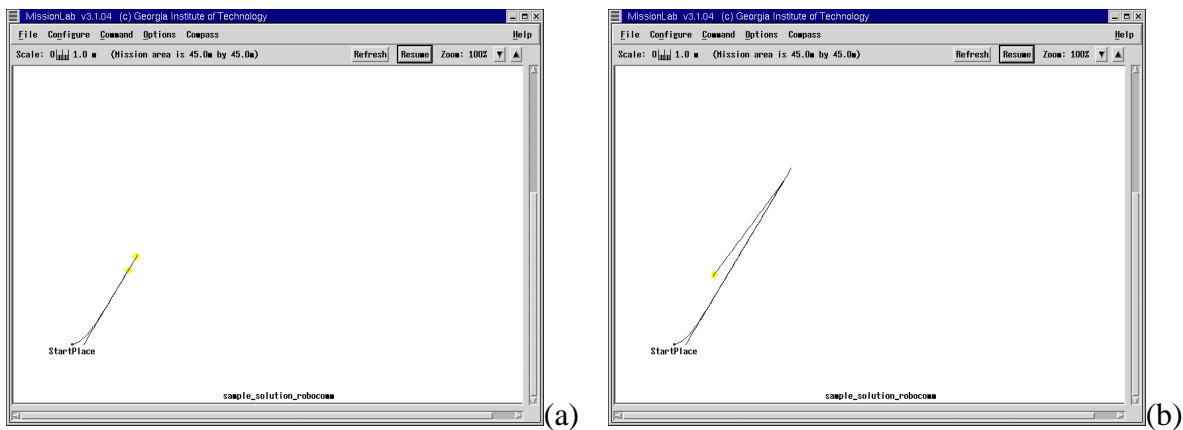 MissionLab v3.1.04 (c) Georgia Institute of Technology
File Configure Command Options Compass Help
Scale: 0 1.0 m (Mission area is 45.0m by 45.0m) Refresh Resume Zoom: 100%
StartPlace
sample_solution_robocomm
(a)
MissionLab v3.1.04 (c) Georgia Institute of Technology
File Configure Command Options Compass Help
Scale: 0 1.0 m (Mission area is 45.0m by 45.0m) Refresh Resume Zoom: 100%
StartPlace
sample_solution_robocomm
(b)